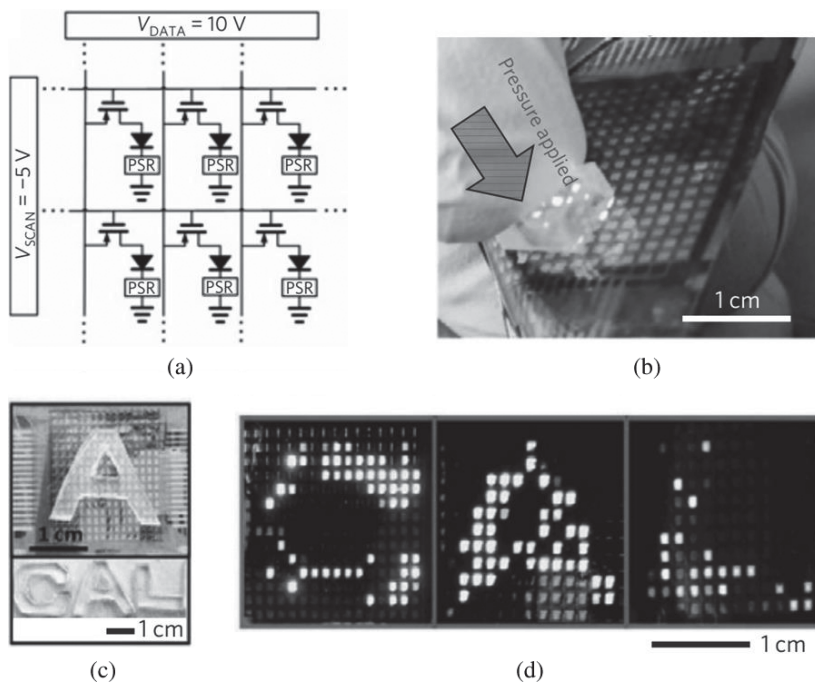 V_DATA = 10 V
V_SCAN = −5 V
PSR PSR PSR
PSR PSR PSR
(a)
Pressure applied
1 cm
(b)
A
1 cm
CAL
1 cm
(c)
C A L
1 cm
(d)